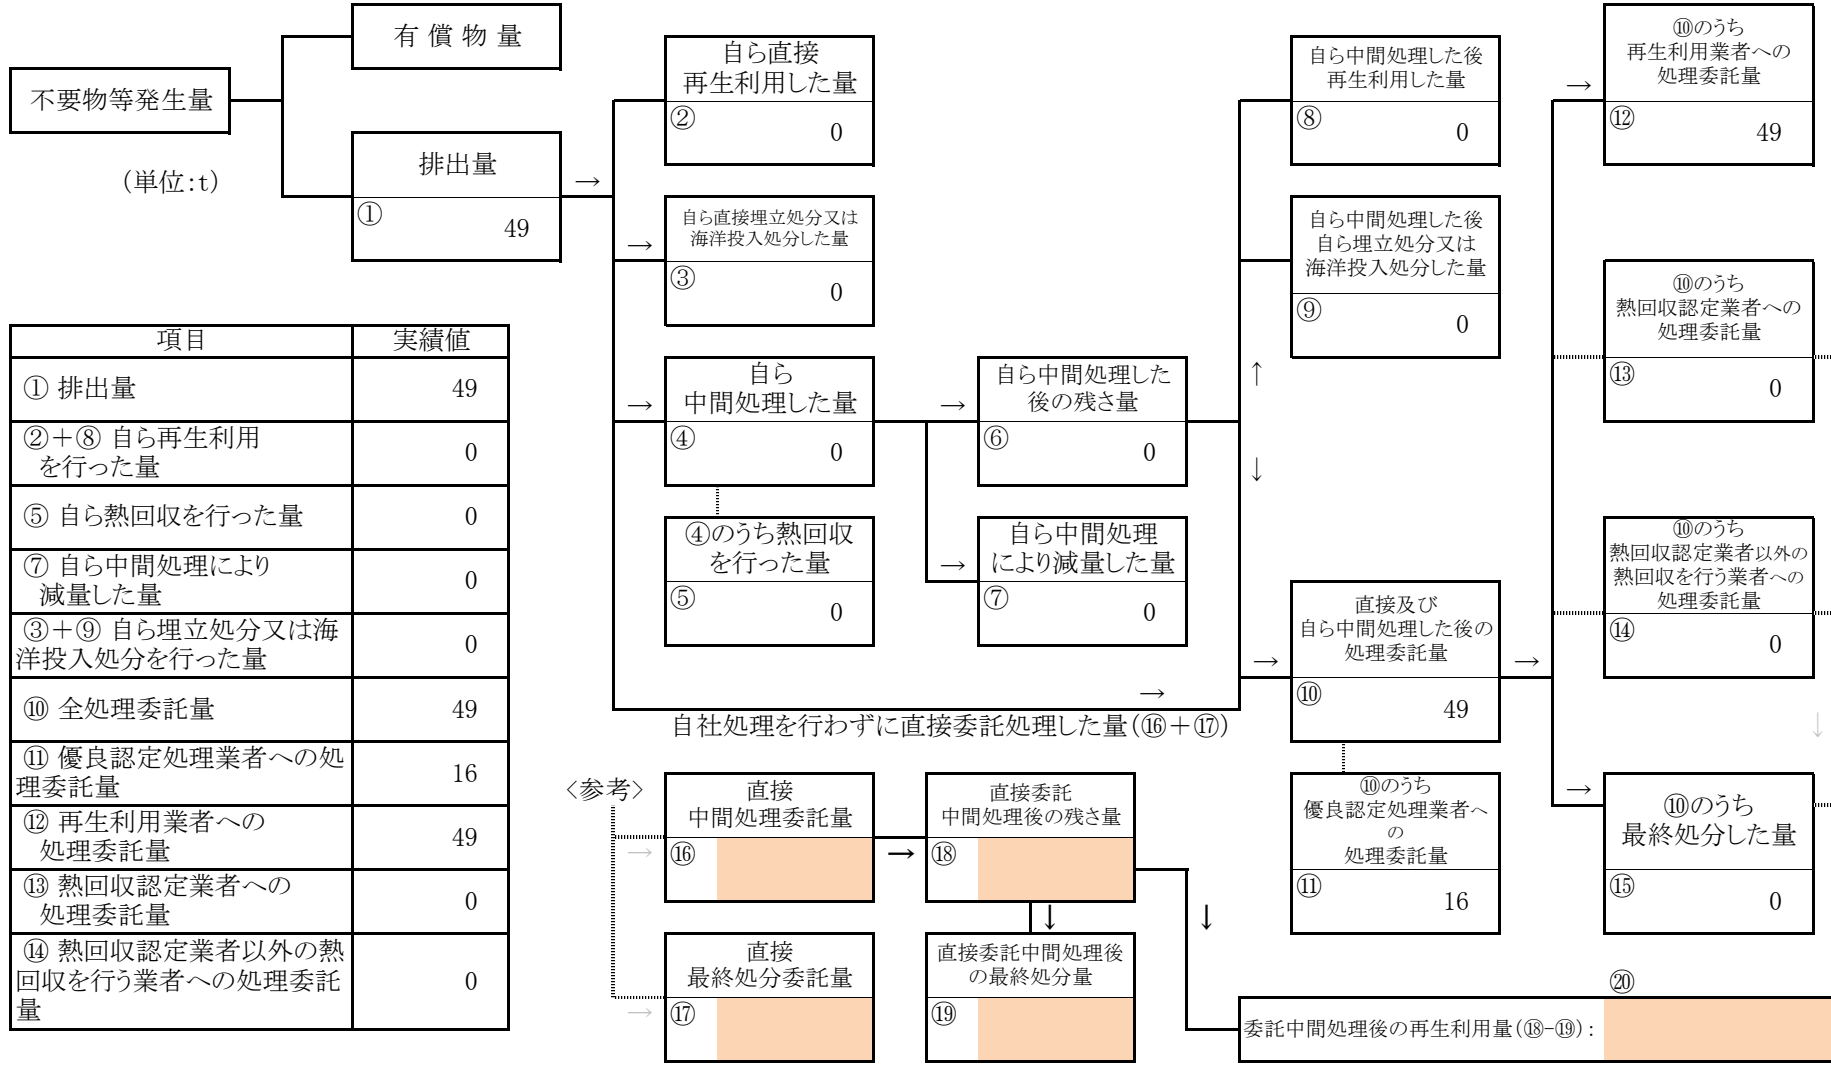 有償物量
不要物等発生量
(単位:t)
排出量
①
49
→
自ら直接
再生利用した量
②
0
→
自ら直接埋立処分又は
海洋投入処分した量
③
0
→
自ら
中間処理した量
④
0
④のうち熱回収
を行った量
⑤
0
→
自ら中間処理した
後の残さ量
⑥
0
→
自ら中間処理
により減量した量
⑦
0
自ら中間処理した後
再生利用した量
⑧
0
自ら中間処理した後
自ら埋立処分又は
海洋投入処分した量
⑨
0
↑
↓
→
自社処理を行わずに直接委託処理した量(⑯+⑰)
→
直接及び
自ら中間処理した後の
処理委託量
⑩
49
→
⑩のうち
優良認定処理業者へ
の
処理委託量
⑪
16
→
⑩のうち
再生利用業者への
処理委託量
⑫
49
⑩のうち
熱回収認定業者への
処理委託量
⑬
0
⑩のうち
熱回収認定業者以外の
熱回収を行う業者への
処理委託量
⑭
0
↓
→
⑩のうち
最終処分した量
⑮
0
項目 実績値
① 排出量 49
②+⑧ 自ら再生利用
を行った量 0
⑤ 自ら熱回収を行った量 0
⑦ 自ら中間処理により
減量した量 0
③+⑨ 自ら埋立処分又は海
洋投入処分を行った量 0
⑩ 全処理委託量 49
⑪ 優良認定処理業者への処
理委託量 16
⑫ 再生利用業者への
処理委託量 49
⑬ 熱回収認定業者への
処理委託量 0
⑭ 熱回収認定業者以外の熱
回収を行う業者への処理委託
量 0
<参考>
→
直接
中間処理委託量
⑯
→
直接委託
中間処理後の残さ量
⑱
↓
↓
→
直接
最終処分委託量
⑰
直接委託中間処理後
の最終処分量
⑲
⑳
委託中間処理後の再生利用量(⑱-⑲):